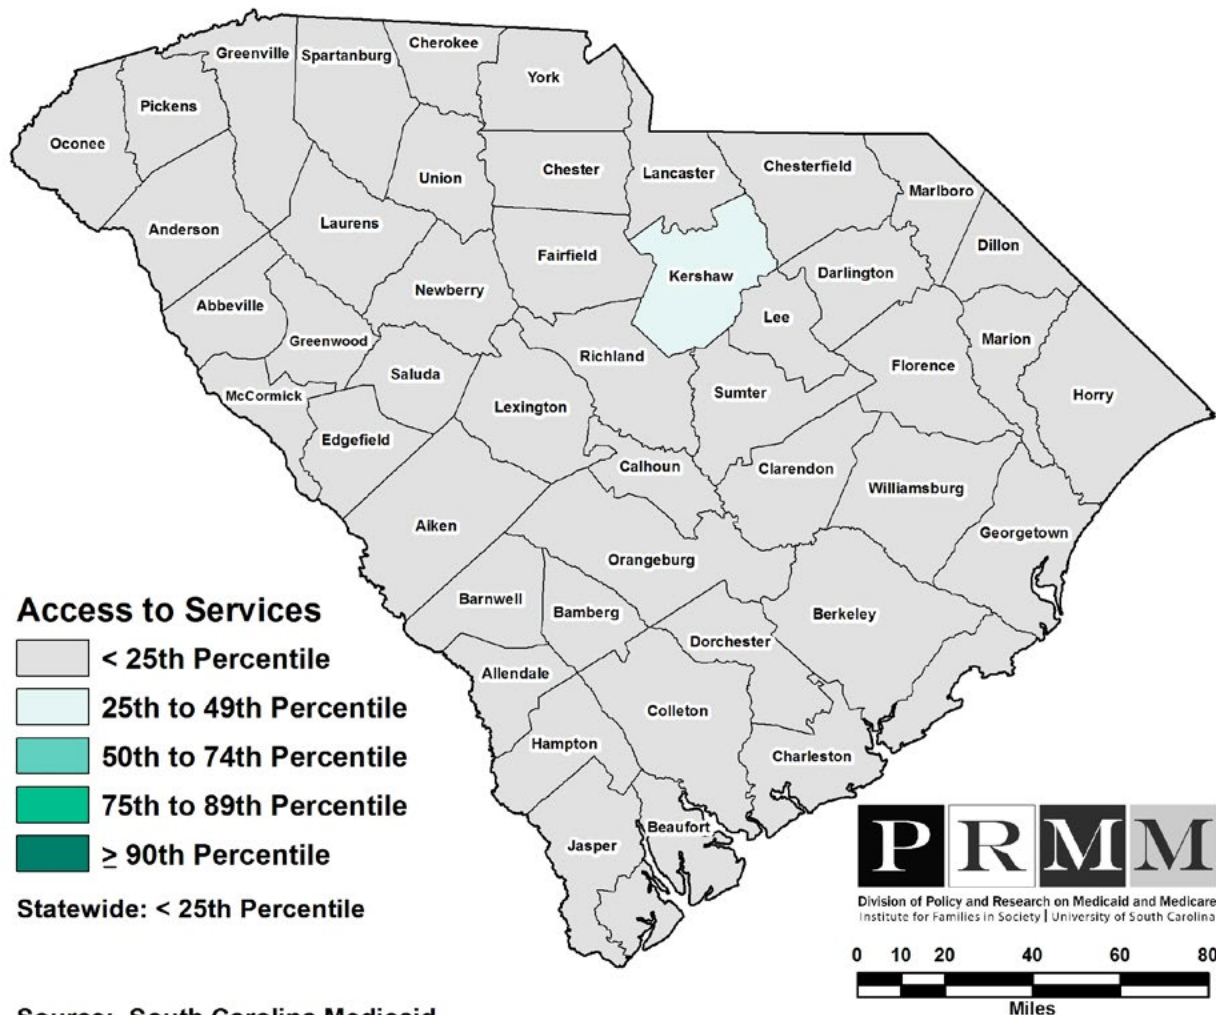 Greenville
Spartanburg
Cherokee
York
Pickens
Oconee
Union
Chester
Lancaster
Chesterfield
Marlboro
Anderson
Laurens
Fairfield
Kershaw
Darlington
Dillon
Abbeville
Newberry
Lee
Greenwood
Richland
Marion
Saluda
Florence
McCormick
Lexington
Sumter
Horry
Edgefield
Calhoun
Clarendon
Williamsburg
Aiken
Georgetown
Orangeburg
Barnwell
Bamberg
Berkeley
Dorchester
Allendale
Colleton
Hampton
Charleston
Beaufort
Jasper
Access to Services
< 25th Percentile
25th to 49th Percentile
50th to 74th Percentile
75th to 89th Percentile
≥ 90th Percentile
Statewide: < 25th Percentile
PRMM
Division of Policy and Research on Medicaid and Medicare
Institute for Families in Society | University of South Carolina
0 10 20 40 60 80
Miles
Source: South Carolina Medicaid